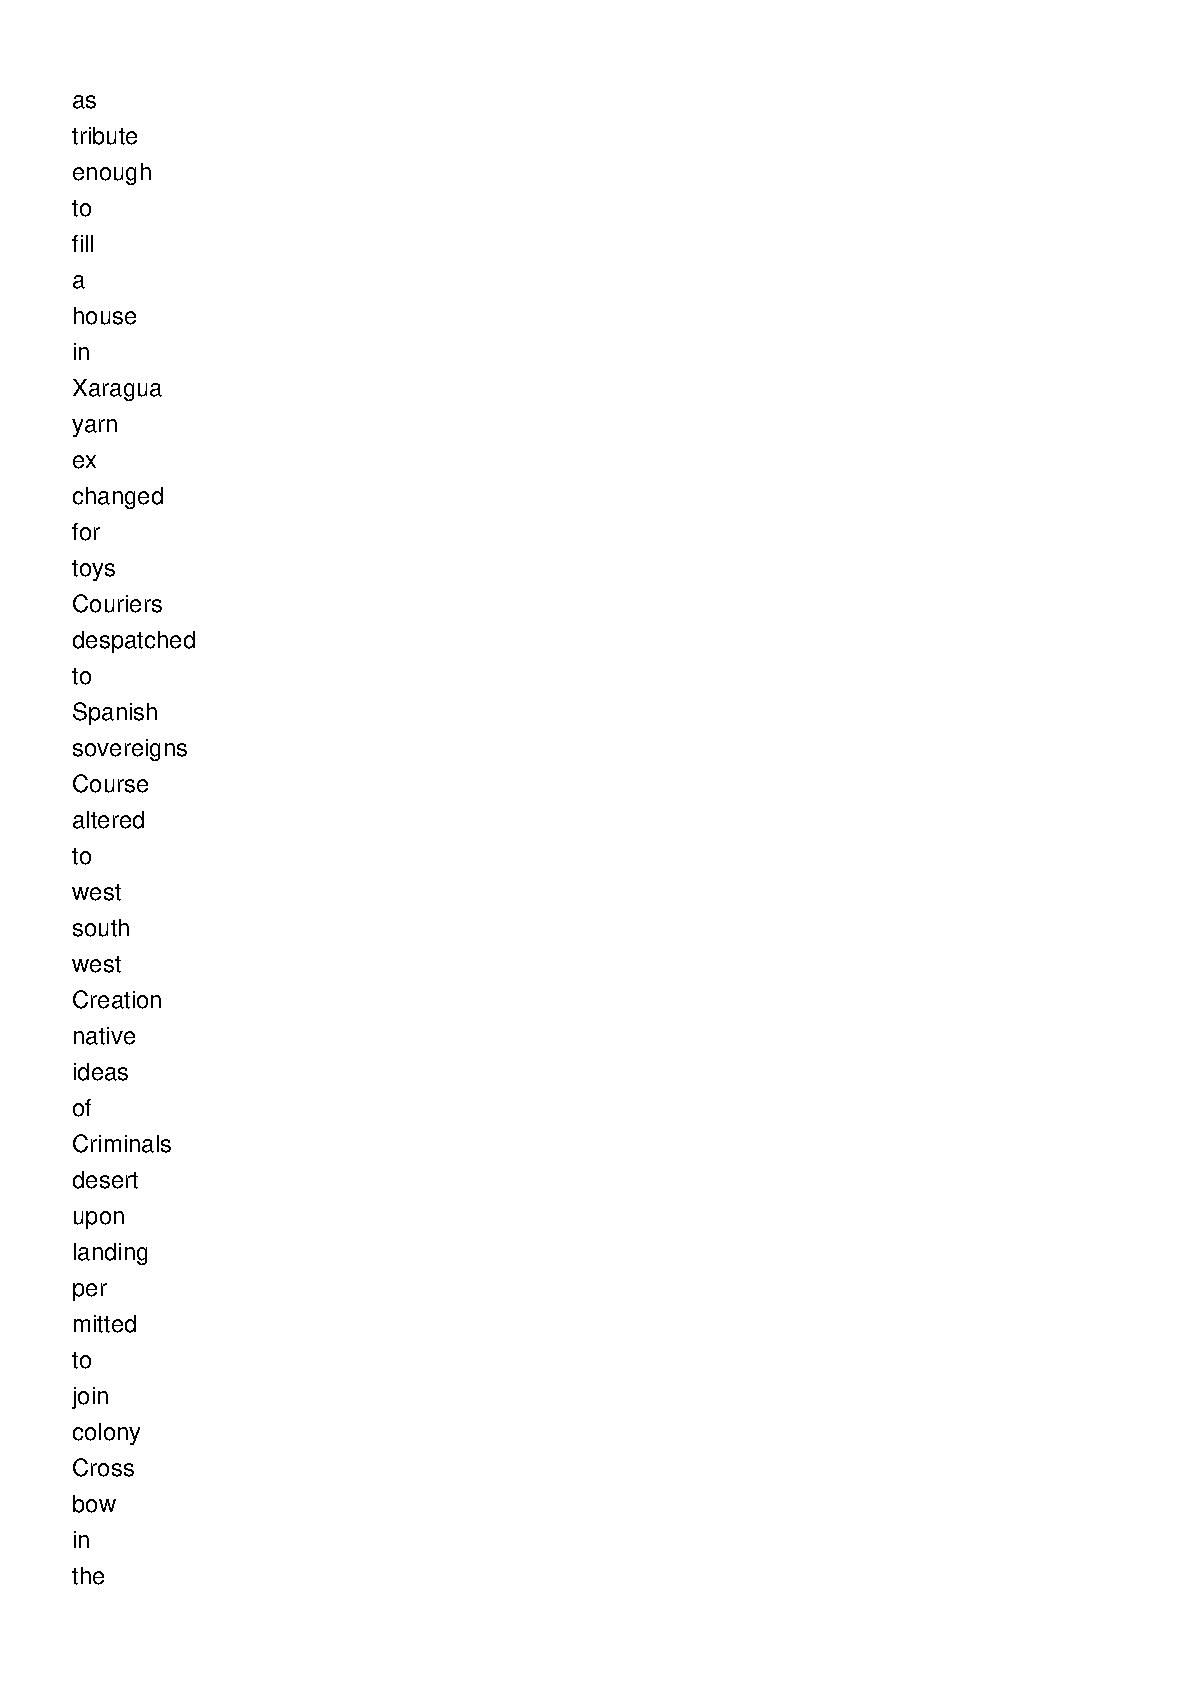 as
tribute
enough
to
fill
a
house
in
Xaragua
yarn
ex
changed
for
toys
Couriers
despatched
to
Spanish
sovereigns
Course
altered
to
west
south
west
Creation
native
ideas
of
Criminals
desert
upon
landing
per
mitted
to
join
colony
Cross
bow
in
the